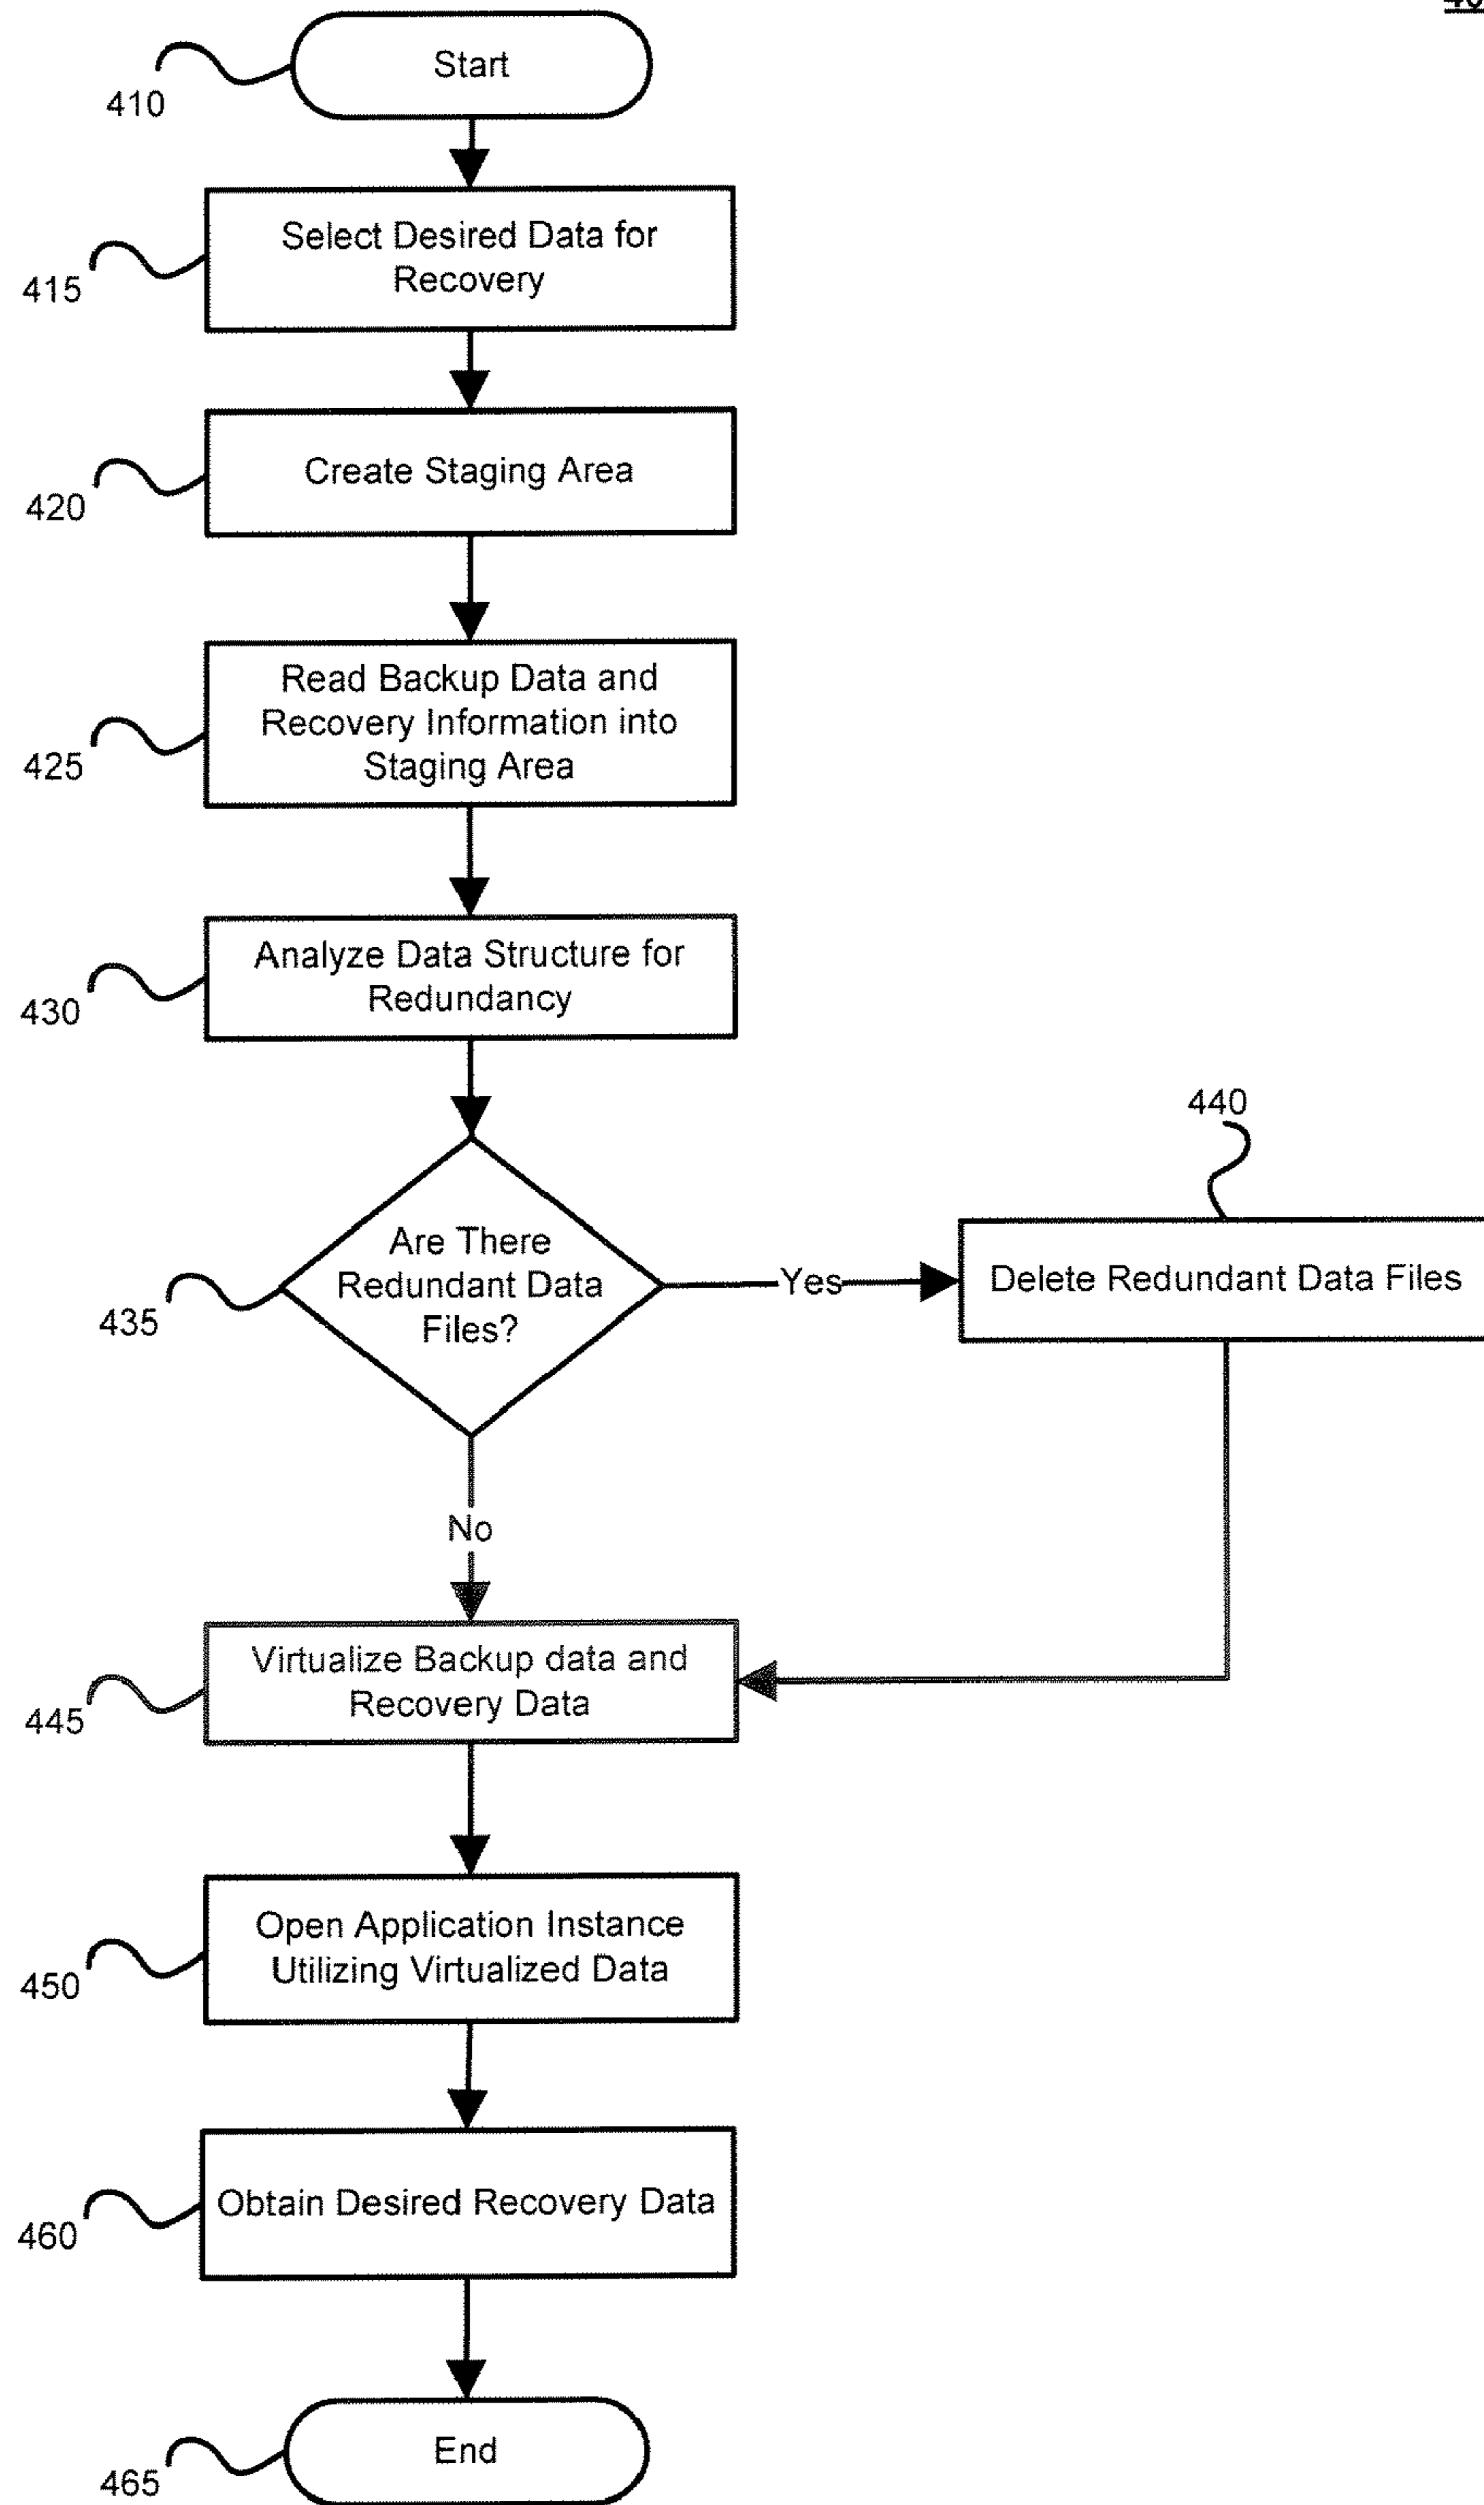 Start
410
Select Desired Data for
Recovery
415
Create Staging Area
420
Read Backup Data and
Recovery Information into
Staging Area
425
Analyze Data Structure for
Redundancy
430
440
Are There
Redundant Data
Files?
Yes
Delete Redundant Data Files
435
No
Virtualize Backup data and
Recovery Data
445
Open Application Instance
Utilizing Virtualized Data
450
Obtain Desired Recovery Data
460
End
465